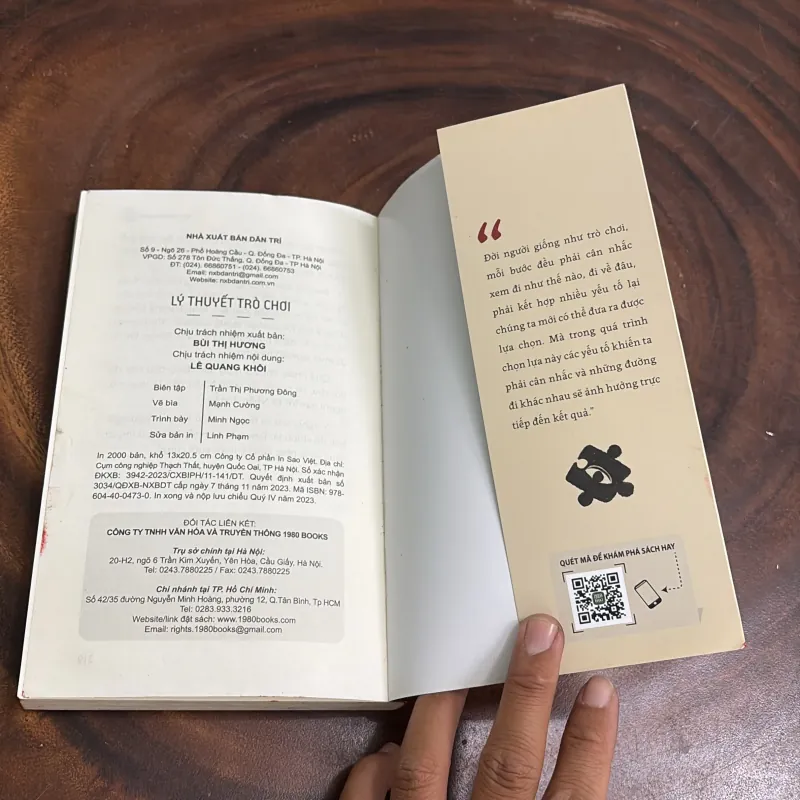 NHÀ XUẤT BẢN DÂN TRÍ
Số 9 - Ngõ 26 - Phố Hoàng Cầu - Q. Đống Đa - TP. Hà Nội
VPGD: Số 278 Tôn Đức Thắng, Q. Đống Đa - TP Hà Nội
ĐT: (024). 66860751 - (024). 66860753
Email: nxbdantri@gmail.com
Website: nxbdantri.com.vn
LÝ THUYẾT TRÒ CHƠI
Chịu trách nhiệm xuất bản:
BÙI THỊ HƯƠNG
Chịu trách nhiệm nội dung:
LÊ QUANG KHÔI
Biên tập Trần Thị Phương Đông
Vẽ bìa Mạnh Cường
Trình bày Minh Ngọc
Sửa bản in Linh Phạm
In 2000 bản, khổ 13x20.5 cm Công ty Cổ phần In Sao Việt. Địa chỉ:
Cụm công nghiệp Thạch Thất, huyện Quốc Oai, TP Hà Nội. Số xác nhận
ĐKXB: 3942-2023/CXBIPH/11-141/DT. Quyết định xuất bản số
3034/QĐXB-NXBDT cấp ngày 7 tháng 11 năm 2023. Mã ISBN: 978-
604-40-0473-0. In xong và nộp lưu chiểu Quý IV năm 2023.
ĐỐI TÁC LIÊN KẾT:
CÔNG TY TNHH VĂN HÓA VÀ TRUYỀN THÔNG 1980 BOOKS
Trụ sở chính tại Hà Nội:
20-H2, ngõ 6 Trần Kim Xuyến, Yên Hòa, Cầu Giấy, Hà Nội.
Tel: 0243.7880225 / Fax: 0243.7880225
Chi nhánh tại TP. Hồ Chí Minh:
Số 42/35 đường Nguyễn Minh Hoàng, phường 12, Q.Tân Bình, Tp HCM
Tel: 0283.933.3216
Website/link đặt sách: www.1980books.com
Email: rights.1980books@gmail.com
“
Đời người giống như trò chơi,
mỗi bước đều phải cân nhắc
xem đi như thế nào, đi về đâu,
phải kết hợp nhiều yếu tố lại
chúng ta mới có thể đưa ra được
lựa chọn. Mà trong quá trình
chọn lựa này các yếu tố khiến ta
phải cân nhắc và những đường
đi khác nhau sẽ ảnh hưởng trực
tiếp đến kết quả.”
QUÉT MÃ ĐỂ KHÁM PHÁ SÁCH HAY